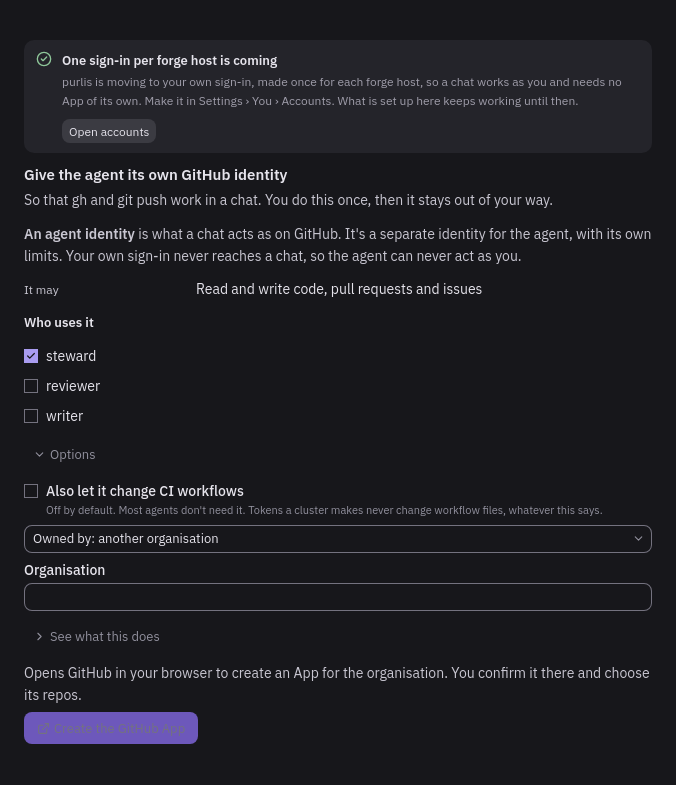 One sign-in per forge host is coming
purlis is moving to your own sign-in, made once for each forge host, so a chat works as you and needs no
App of its own. Make it in Settings › You › Accounts. What is set up here keeps working until then.
Open accounts
Give the agent its own GitHub identity
So that gh and git push work in a chat. You do this once, then it stays out of your way.
An agent identity is what a chat acts as on GitHub. It's a separate identity for the agent, with its own
limits. Your own sign-in never reaches a chat, so the agent can never act as you.
It may
Read and write code, pull requests and issues
Who uses it
steward
reviewer
writer
Options
Also let it change CI workflows
Off by default. Most agents don't need it. Tokens a cluster makes never change workflow files, whatever this says.
Owned by: another organisation
Organisation
See what this does
Opens GitHub in your browser to create an App for the organisation. You confirm it there and choose
its repos.
Create the GitHub App